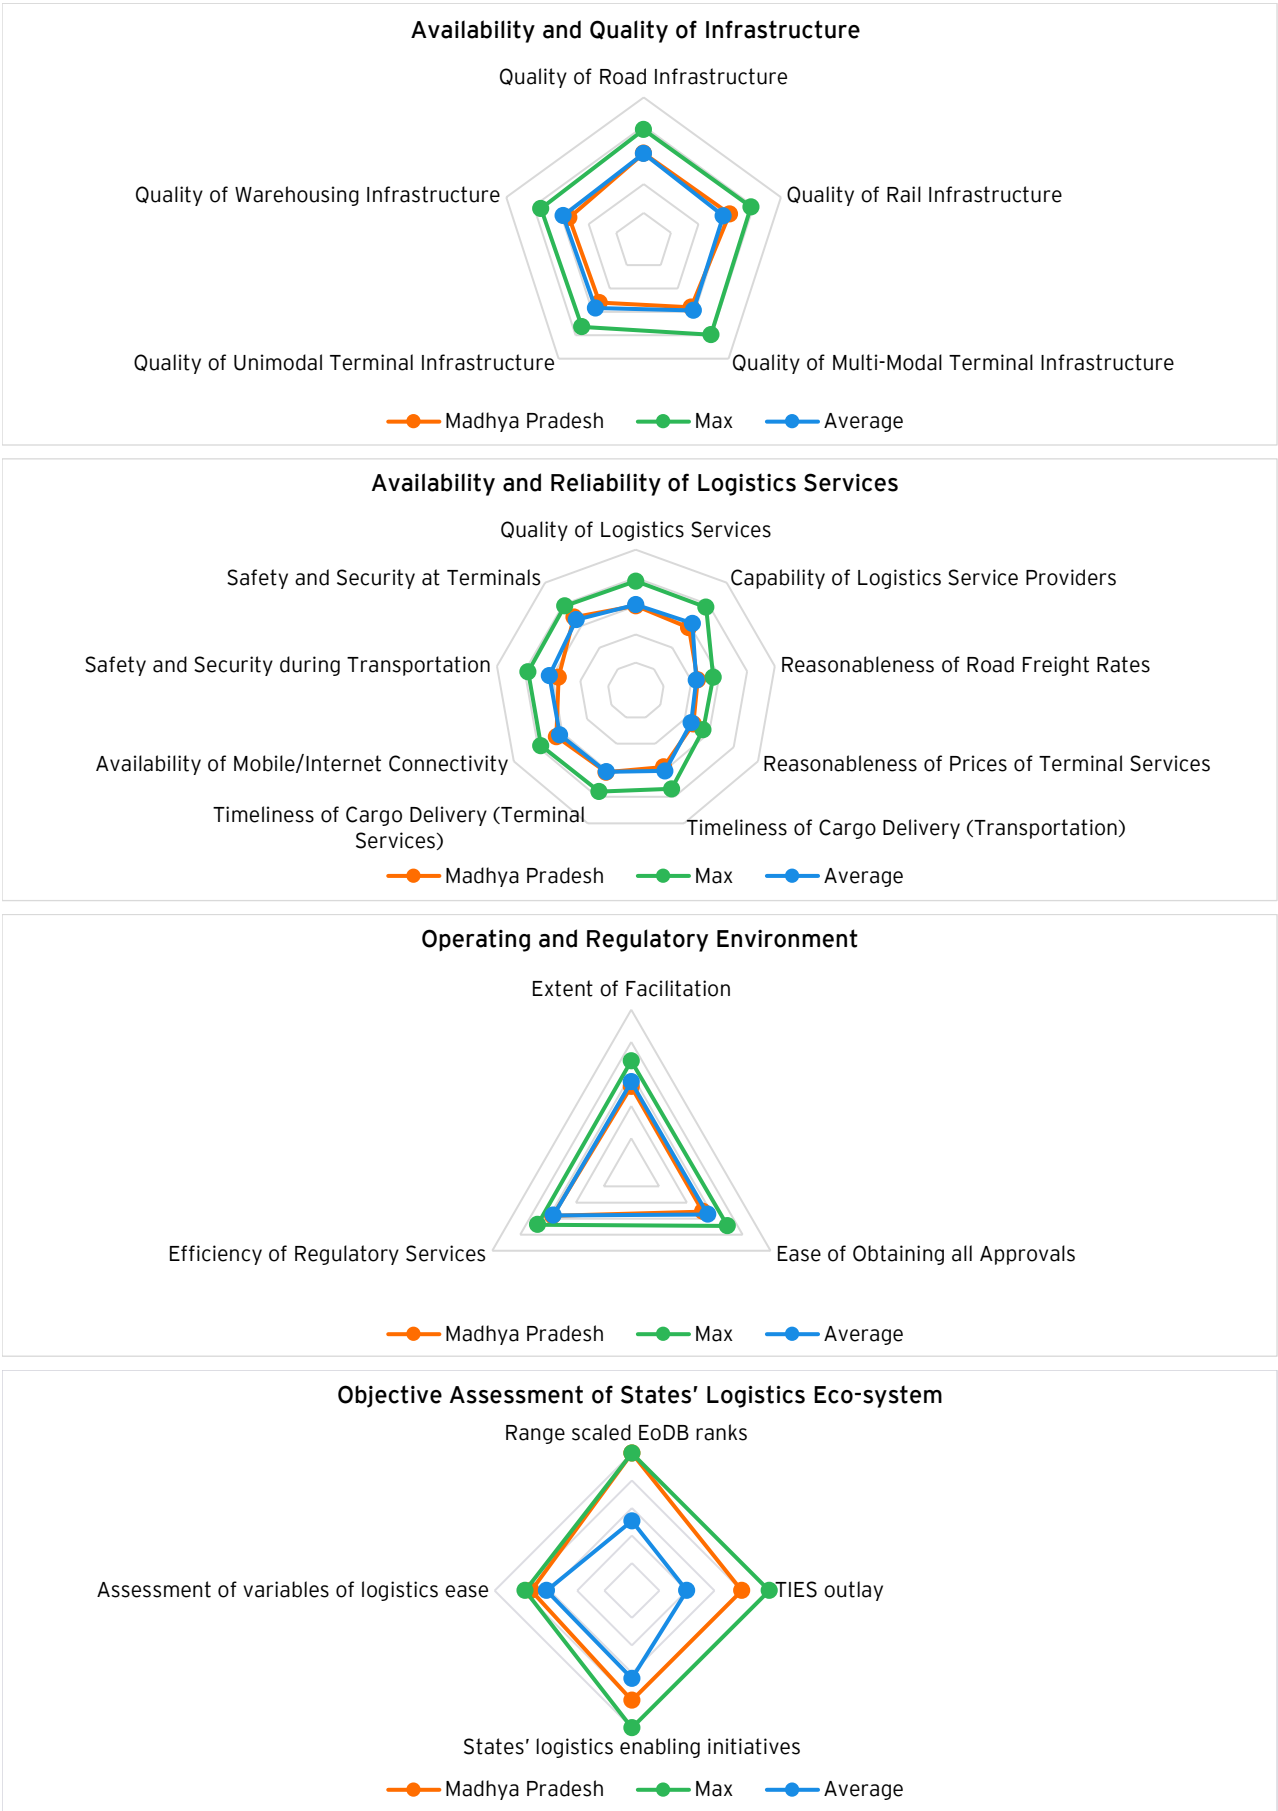 Availability and Quality of Infrastructure
Quality of Road Infrastructure
Quality of Warehousing Infrastructure
Quality of Rail Infrastructure
Quality of Unimodal Terminal Infrastructure
Quality of Multi-Modal Terminal Infrastructure
Madhya Pradesh Max Average
Availability and Reliability of Logistics Services
Quality of Logistics Services
Safety and Security at Terminals
Capability of Logistics Service Providers
Safety and Security during Transportation
Reasonableness of Road Freight Rates
Availability of Mobile/Internet Connectivity
Reasonableness of Prices of Terminal Services
Timeliness of Cargo Delivery (Terminal
Services)
Timeliness of Cargo Delivery (Transportation)
Madhya Pradesh Max Average
Operating and Regulatory Environment
Extent of Facilitation
Efficiency of Regulatory Services
Ease of Obtaining all Approvals
Madhya Pradesh Max Average
Objective Assessment of States' Logistics Eco-system
Range scaled EoDB ranks
Assessment of variables of logistics ease
TIES outlay
States' logistics enabling initiatives
Madhya Pradesh Max Average